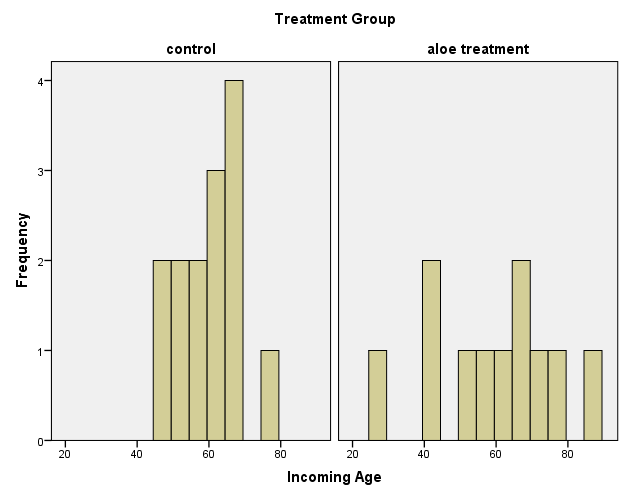 Treatment Group
control
aloe treatment
Frequency
4
3
2
1
0
20 40 60 80
20 40 60 80
Incoming Age